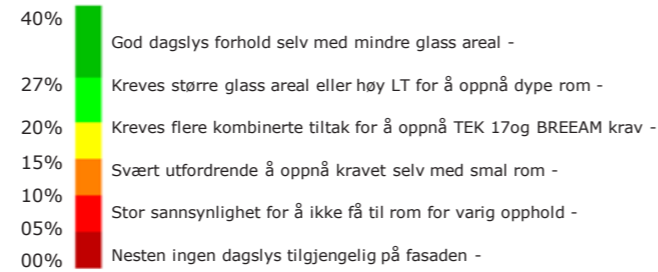 40%
God dagslys forhold selv med mindre glass areal -
27%
Kreves større glass areal eller høy LT for å oppnå dype rom -
20%
Kreves flere kombinerte tiltak for å oppnå TEK 17og BREEAM krav -
15%
Svært utfordrende å oppnå kravet selv med smal rom -
10%
Stor sannsynlighet for å ikke få til rom for varig opphold -
05%
Nesten ingen dagslys tilgjengelig på fasaden -
00%